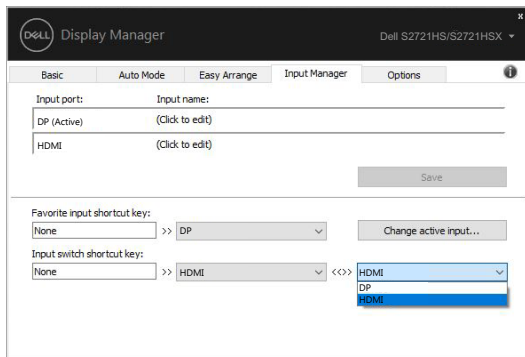 x
DELL Display Manager Dell S2721HS/S2721HSX
Basic Auto Mode Easy Arrange Input Manager Options
Input port: Input name:
DP (Active) (Click to edit)
HDMI (Click to edit)
Save
Favorite input shortcut key:
None >> DP Change active input...
Input switch shortcut key:
None >> HDMI <<>> HDMI
DP
HDMI